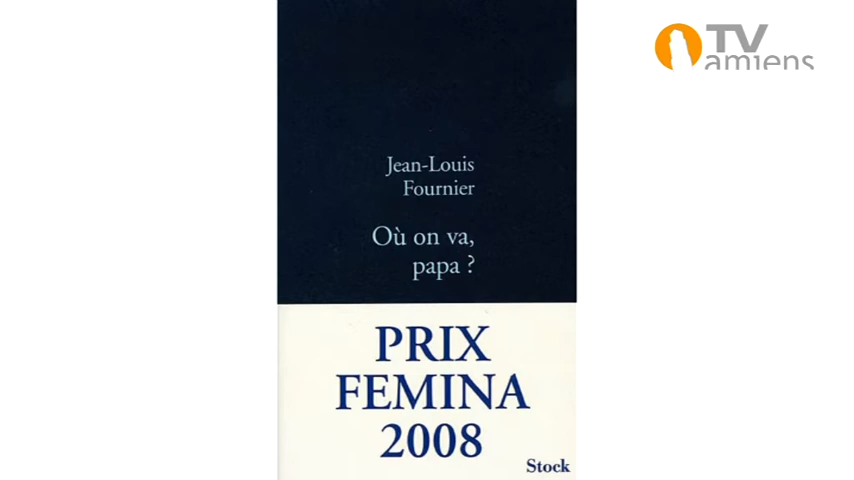 TV
amiens
Jean-Louis
Fournier
Où on va,
papa ?
PRIX
FEMINA
2008
Stock